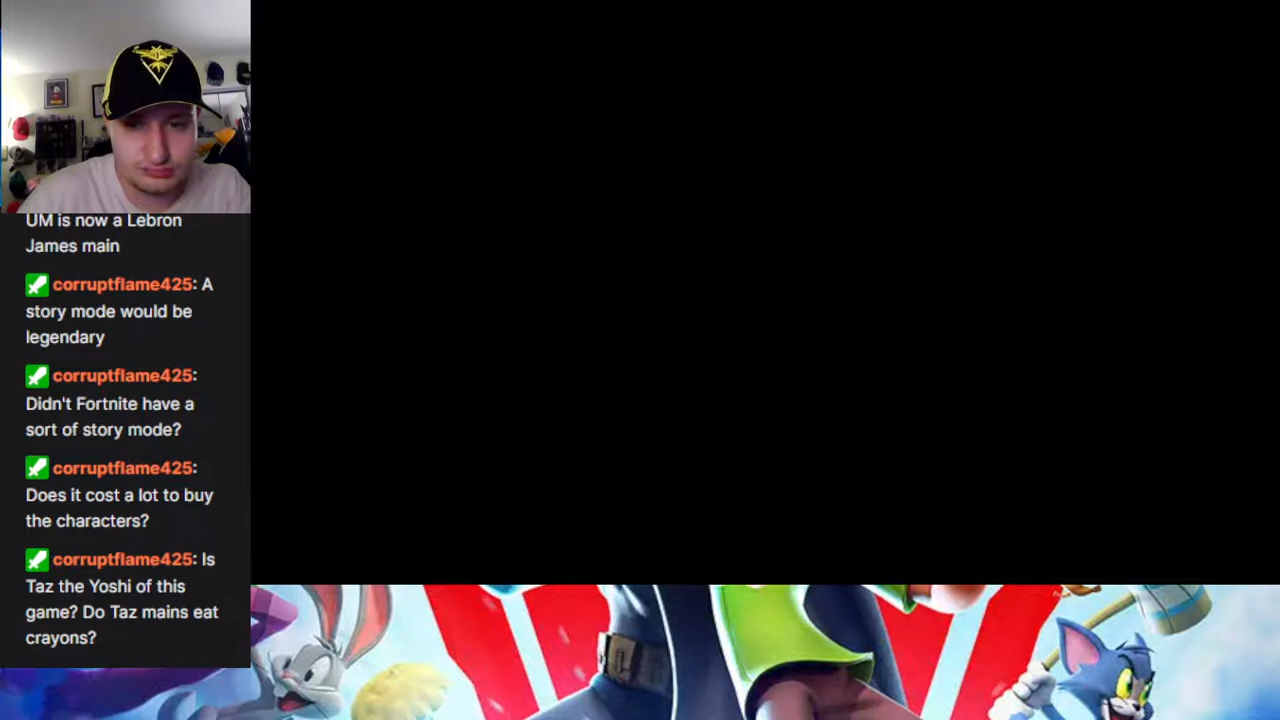 UM is now a Lebron
James main
corruptflame425: A
story mode would be
legendary
corruptflame425:
Didn't Fortnite have a
sort of story mode?
corruptflame425:
Does it cost a lot to buy
the characters?
corruptflame425: Is
Taz the Yoshi of this
game? Do Taz mains eat
crayons?